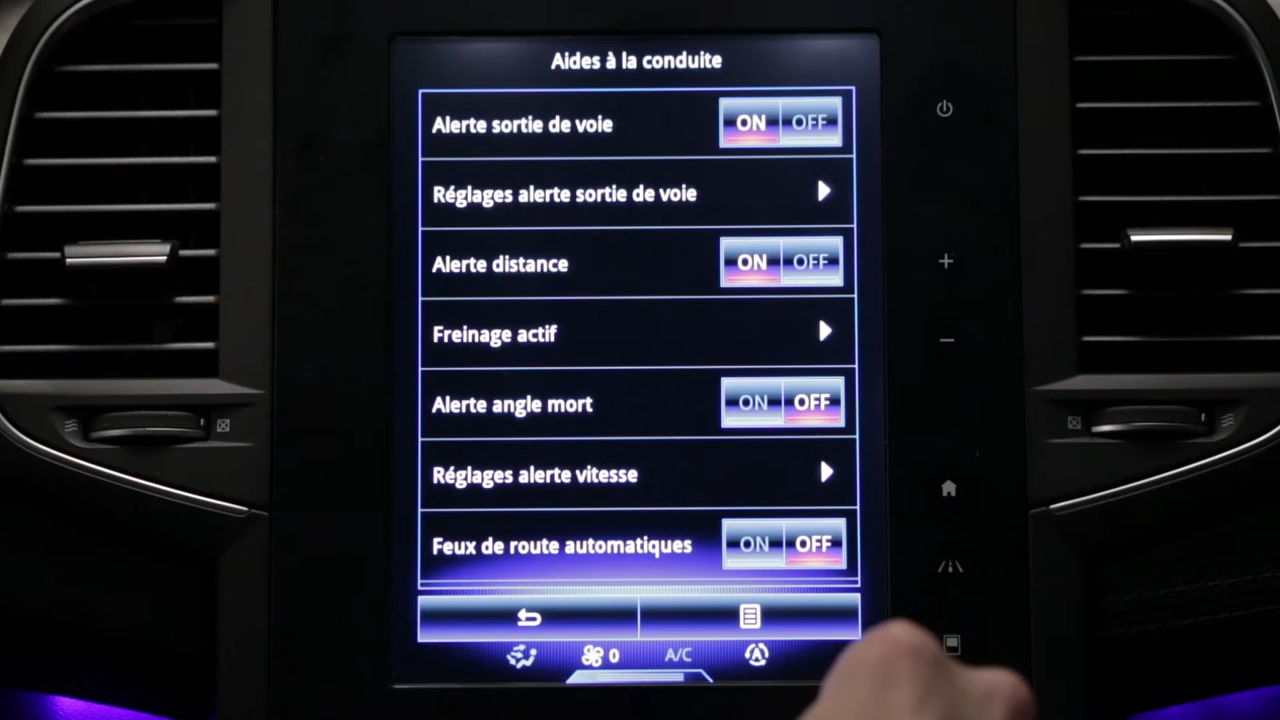 Aides à la conduite
Alerte sortie de voie ON OFF
Réglages alerte sortie de voie
Alerte distance ON OFF
Freinage actif
Alerte angle mort ON OFF
Réglages alerte vitesse
Feux de route automatiques ON OFF
0 A/C A